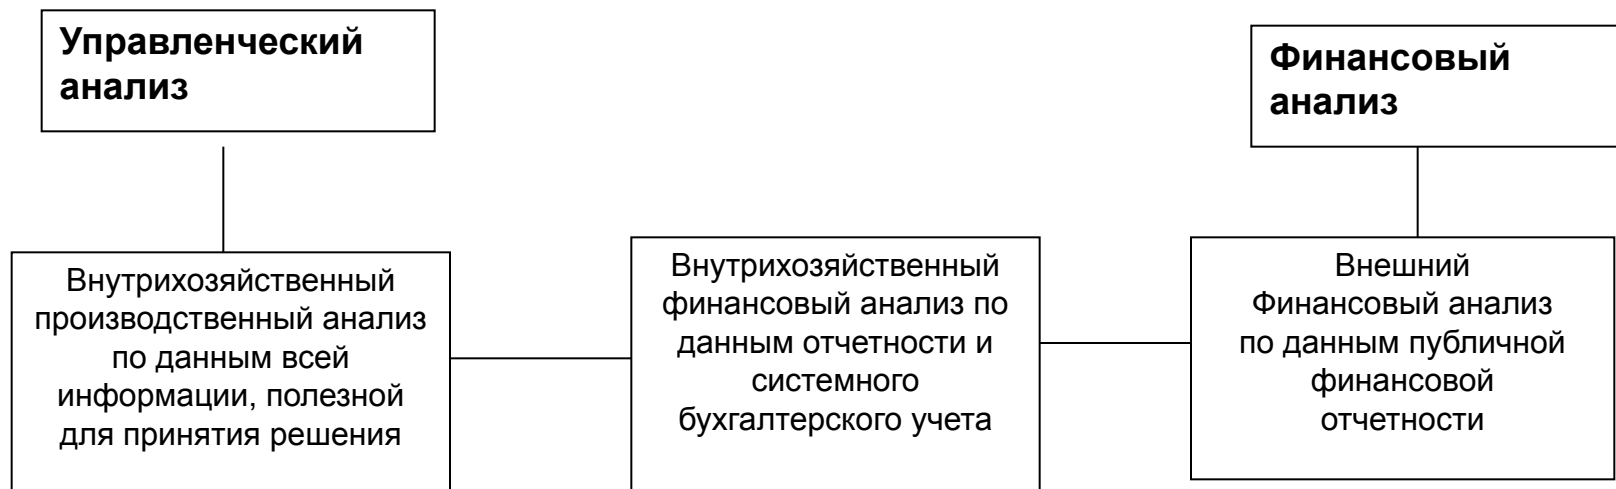 Управленческий
анализ
Финансовый
анализ
Внутрихозяйственный
производственный анализ
по данным всей
информации, полезной
для принятия решения
Внутрихозяйственный
финансовый анализ по
данным отчетности и
системного
бухгалтерского учета
Внешний
Финансовый анализ
по данным публичной
финансовой
отчетности